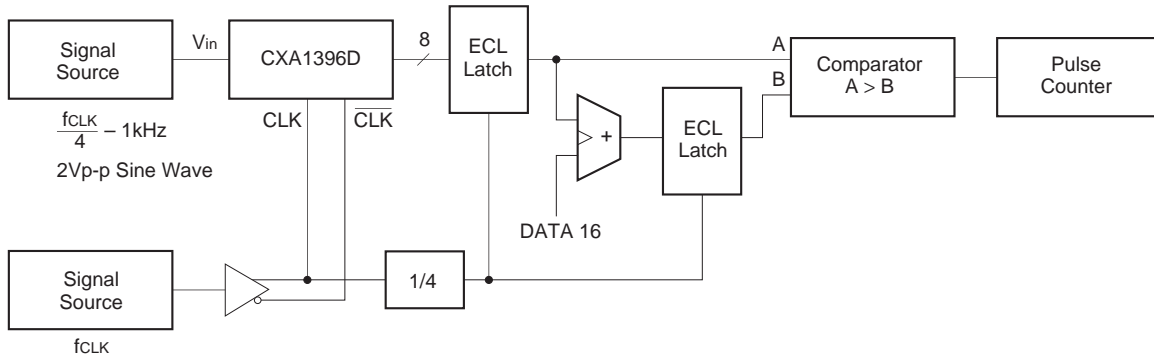 Signal
Source
Vin
CXA1396D
8
ECL
Latch
A
B
Comparator
A > B
Pulse
Counter
fCLK
4
– 1kHz
2Vp-p Sine Wave
CLK
CLK
+
ECL
Latch
DATA 16
Signal
Source
1/4
fCLK